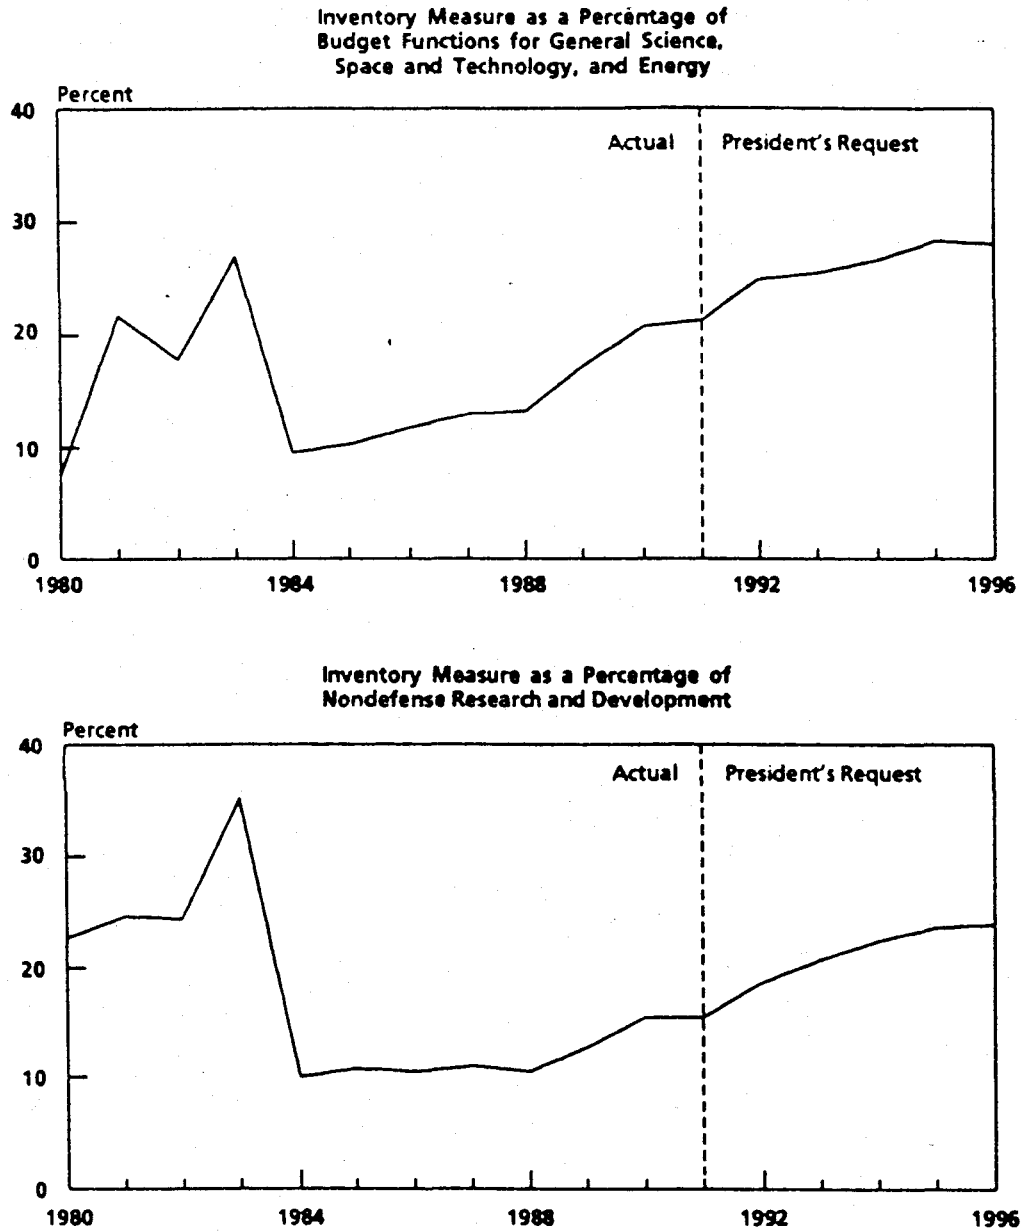 Inventory Measure as a Percentage of
Budget Functions for General Science,
Space and Technology, and Energy
Percent
40
Actual
President's Request
30
20
10
0
1980
1984
1988
1992
1996
Inventory Measure as a Percentage of
Nondefense Research and Development
Percent
40
Actual
President's Request
30
20
10
0
1980
1984
1988
1992
1996